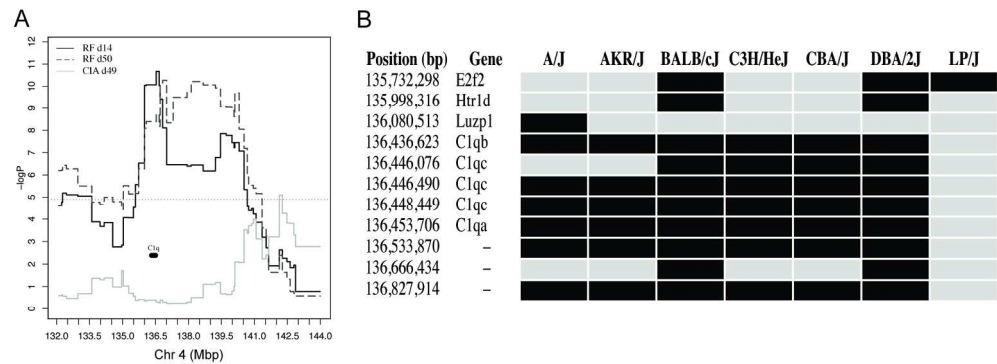 A
RF d14
RF d50
CIA d49
−logP
12
11
10
9
8
7
6
5
4
3
2
1
0
C1q
132.0 133.5 135.0 136.5 138.0 139.5 141.0 142.5 144.0
Chr 4 (Mbp)
B
Position (bp) Gene A/J AKR/J BALB/cJ C3H/HeJ CBA/J DBA/2J LP/J
135,732,298 E2f2
135,998,316 Htr1d
136,080,513 Luzp1
136,436,623 C1qb
136,446,076 C1qc
136,446,490 C1qc
136,448,449 C1qc
136,453,706 C1qa
136,533,870 –
136,666,434 –
136,827,914 –